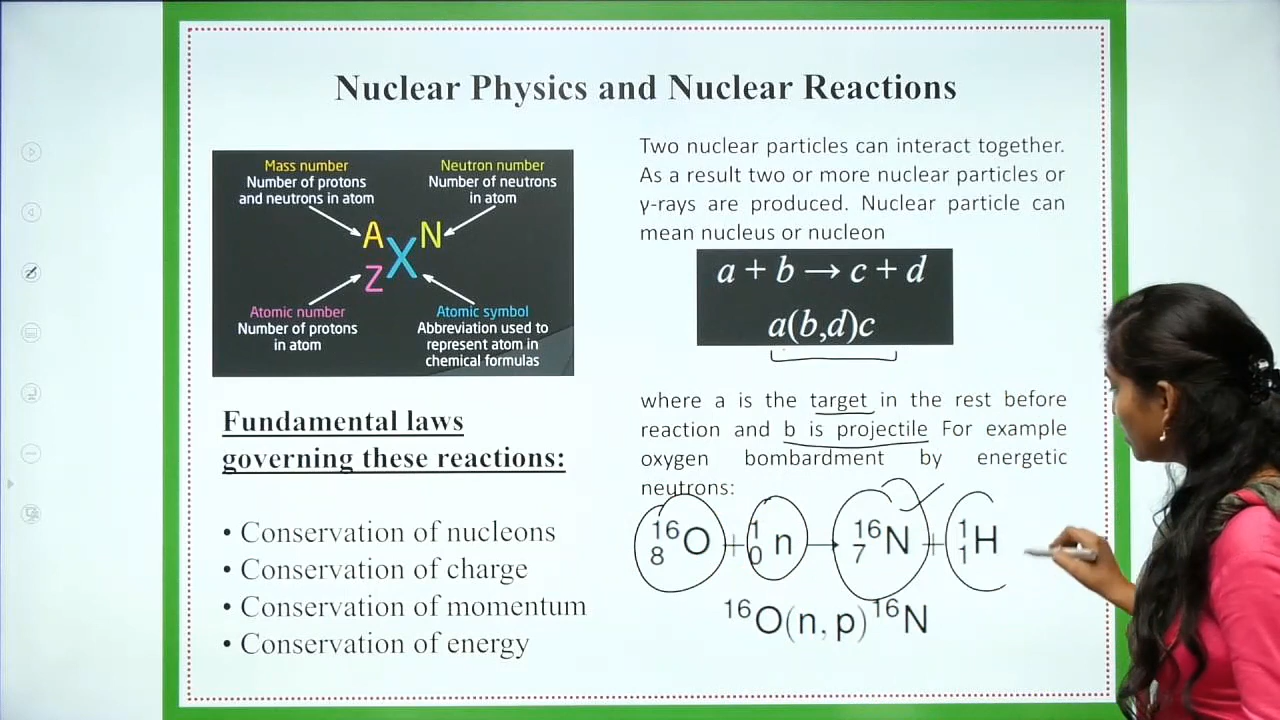 Nuclear Physics and Nuclear Reactions
Mass number
Number of protons
and neutrons in atom
Neutron number
Number of neutrons
in atom
A X N
Z
Atomic number
Number of protons
in atom
Atomic symbol
Abbreviation used to
represent atom in
chemical formulas
Fundamental laws
governing these reactions:
• Conservation of nucleons
• Conservation of charge
• Conservation of momentum
• Conservation of energy
Two nuclear particles can interact together.
As a result two or more nuclear particles or
γ-rays are produced. Nuclear particle can
mean nucleus or nucleon
a + b → c + d
a(b,d)c
where a is the target in the rest before
reaction and b is projectile For example
oxygen bombardment by energetic
neutrons:
¹⁶₈O + ¹₀n → ¹⁶₇N + ¹₁H
¹⁶O(n, p)¹⁶N